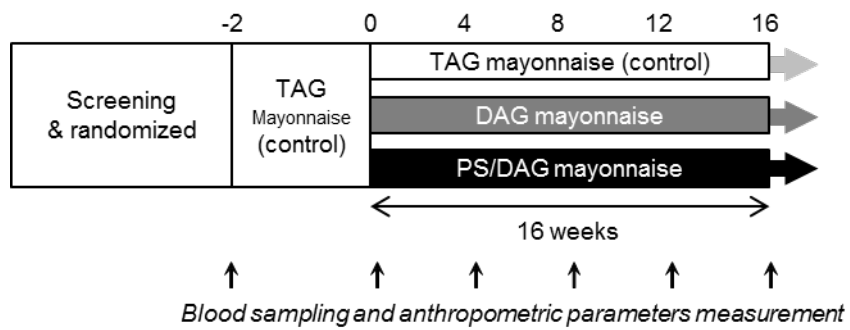 -2 0 4 8 12 16
Screening
& randomized
TAG
Mayonnaise
(control)
TAG mayonnaise (control)
DAG mayonnaise
PS/DAG mayonnaise
16 weeks
Blood sampling and anthropometric parameters measurement